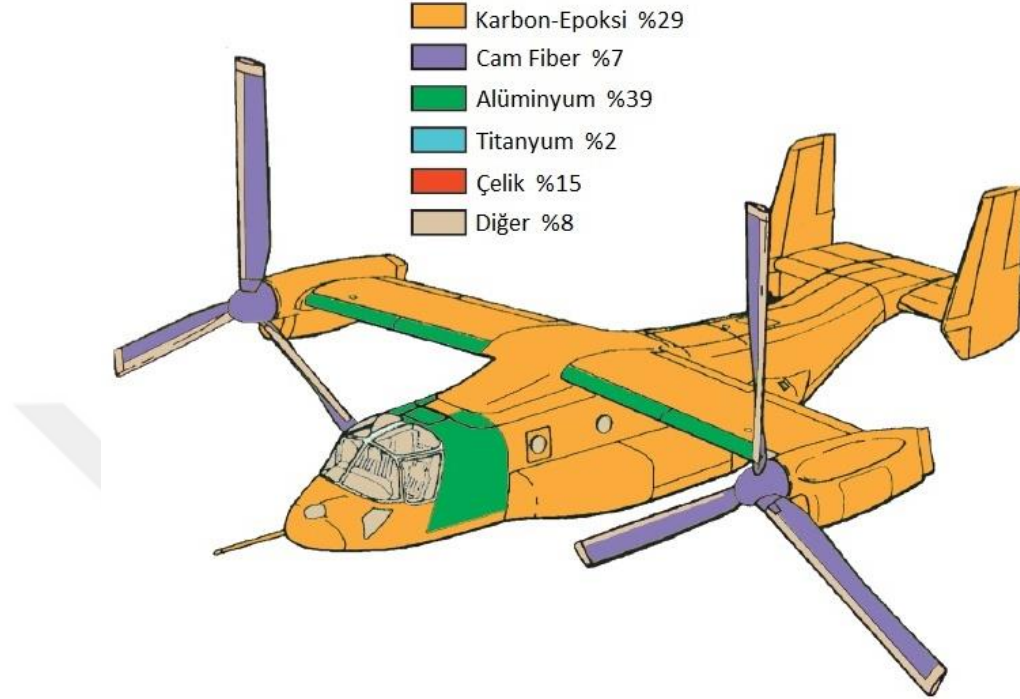 Karbon-Epoksi %29
Cam Fiber %7
Alüminyum %39
Titanyum %2
Çelik %15
Diğer %8